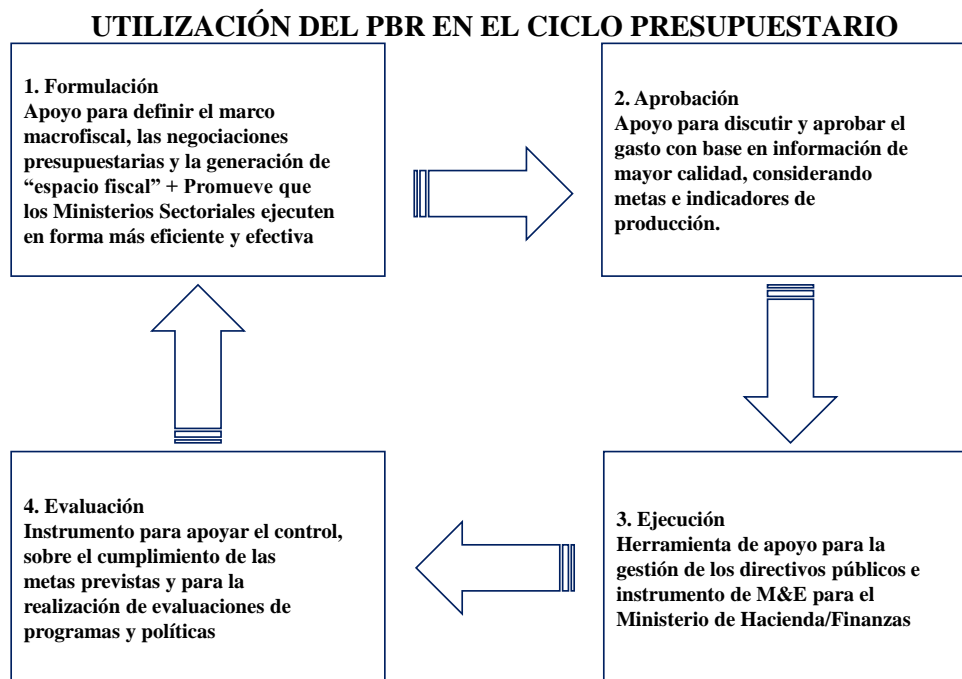 UTILIZACIÓN DEL PBR EN EL CICLO PRESUPUESTARIO
1. Formulación
Apoyo para definir el marco
macrofiscal, las negociaciones
presupuestarias y la generación de
“espacio fiscal” + Promueve que
los Ministerios Sectoriales ejecuten
en forma más eficiente y efectiva
2. Aprobación
Apoyo para discutir y aprobar el
gasto con base en información de
mayor calidad, considerando
metas e indicadores de
producción.
3. Ejecución
Herramienta de apoyo para la
gestión de los directivos públicos e
instrumento de M&E para el
Ministerio de Hacienda/Finanzas
4. Evaluación
Instrumento para apoyar el control,
sobre el cumplimiento de las
metas previstas y para la
realización de evaluaciones de
programas y políticas